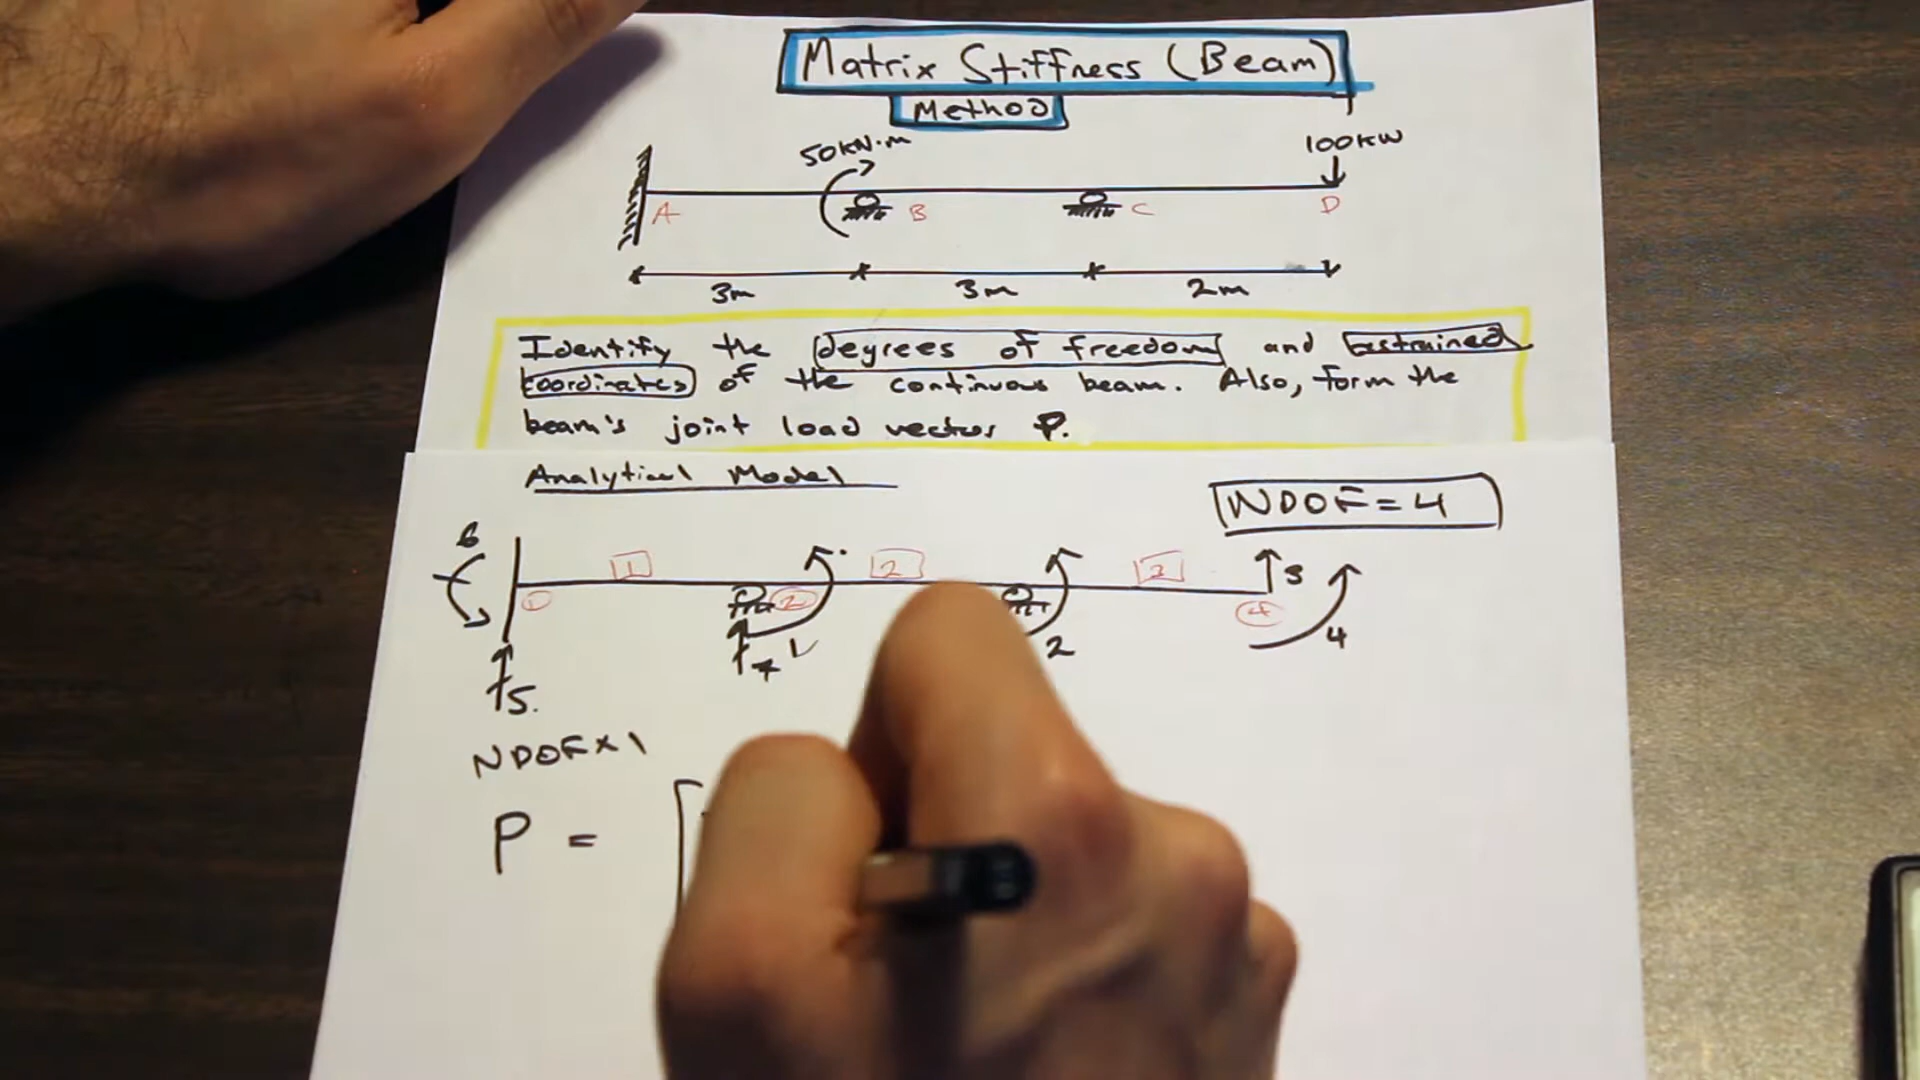 Matrix Stiffness (Beam)
Method
50KN·m
100KN
A
B
C
D
3m
3m
2m
Identify the degrees of freedom and restrained
coordinates of the continuous beam. Also, form the
beam's joint load vector P.
Analytical Model
NDOF = 4
6
1
2
3
3
1
2
4
1
2
4
7
5.
NDOF × 1
P = [